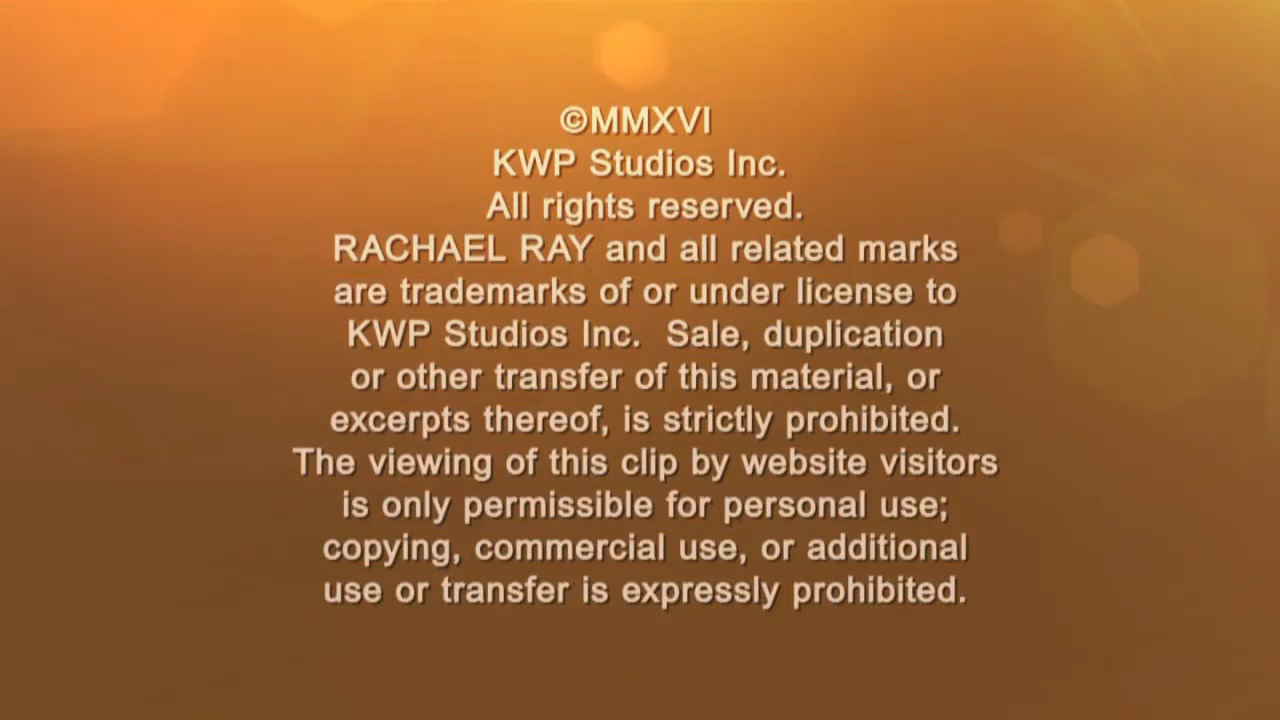 ©MMXVI
KWP Studios Inc.
All rights reserved.
RACHAEL RAY and all related marks
are trademarks of or under license to
KWP Studios Inc.  Sale, duplication
or other transfer of this material, or
excerpts thereof, is strictly prohibited.
The viewing of this clip by website visitors
is only permissible for personal use;
copying, commercial use, or additional
use or transfer is expressly prohibited.